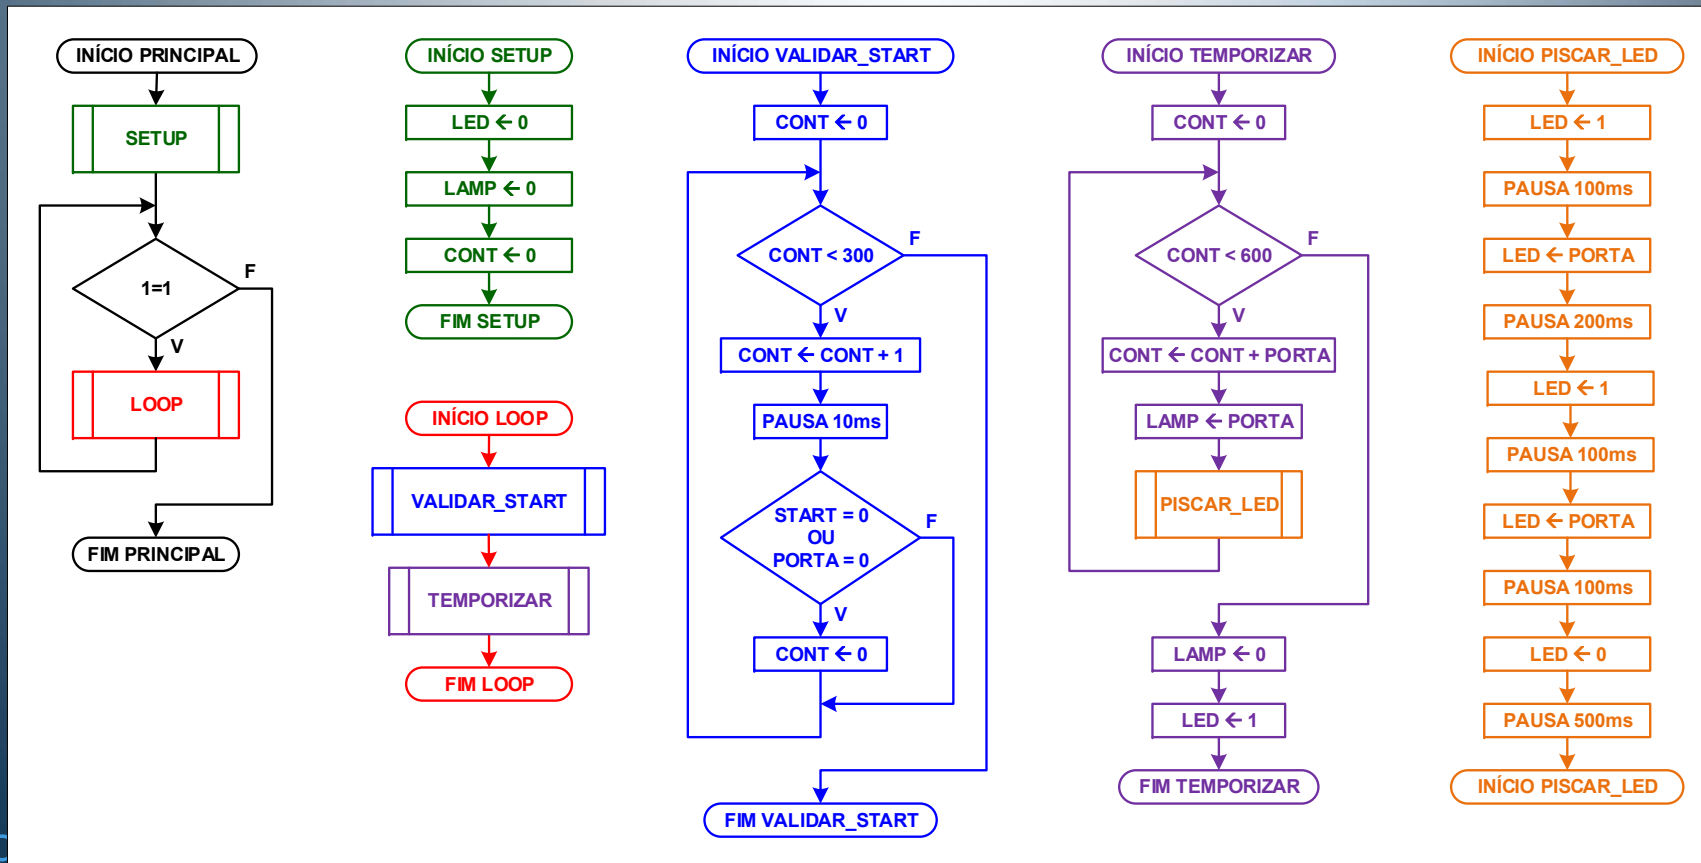 INÍCIO PRINCIPAL
SETUP
1=1
F
V
LOOP
FIM PRINCIPAL
INÍCIO SETUP
LED ← 0
LAMP ← 0
CONT ← 0
FIM SETUP
INÍCIO LOOP
VALIDAR_START
TEMPORIZAR
FIM LOOP
INÍCIO VALIDAR_START
CONT ← 0
CONT < 300
F
V
CONT ← CONT + 1
PAUSA 10ms
START = 0
OU
PORTA = 0
F
V
CONT ← 0
FIM VALIDAR_START
INÍCIO TEMPORIZAR
CONT ← 0
CONT < 600
F
V
CONT ← CONT + PORTA
LAMP ← PORTA
PISCAR_LED
LAMP ← 0
LED ← 1
FIM TEMPORIZAR
INÍCIO PISCAR_LED
LED ← 1
PAUSA 100ms
LED ← PORTA
PAUSA 200ms
LED ← 1
PAUSA 100ms
LED ← PORTA
PAUSA 100ms
LED ← 0
PAUSA 500ms
INÍCIO PISCAR_LED